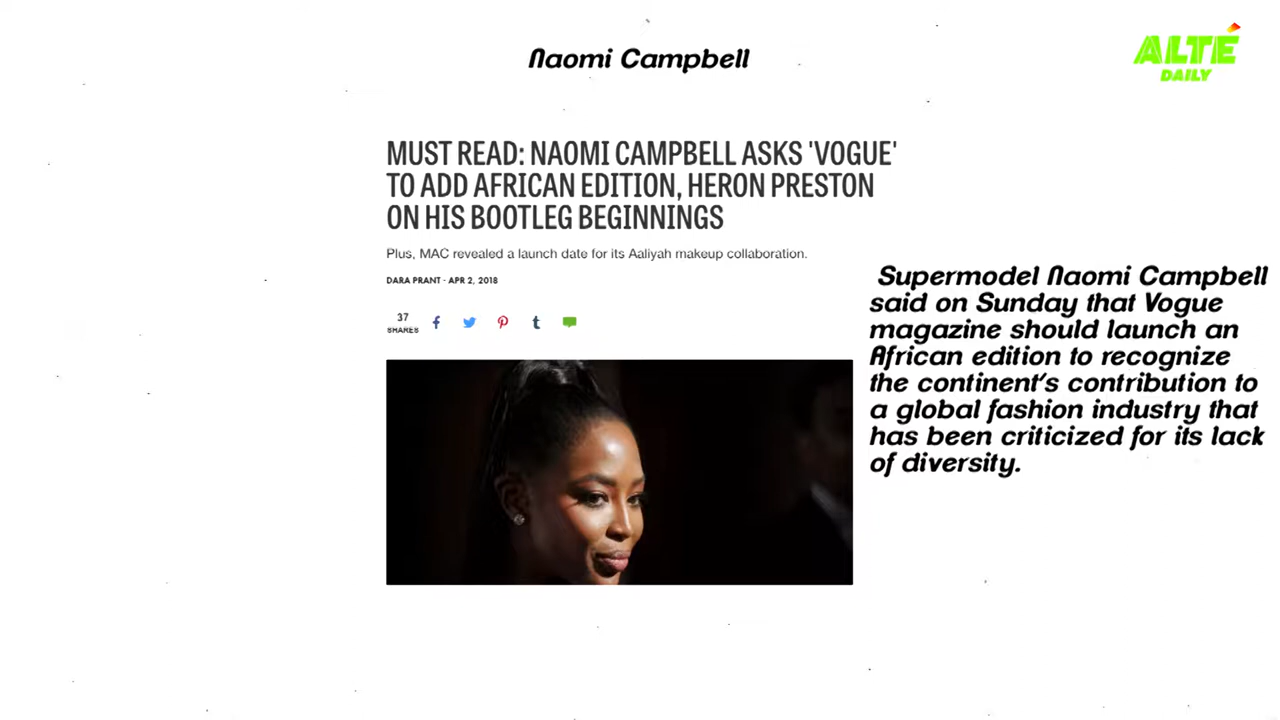 Naomi Campbell
ALTÉ
DAILY
MUST READ: NAOMI CAMPBELL ASKS 'VOGUE'
TO ADD AFRICAN EDITION, HERON PRESTON
ON HIS BOOTLEG BEGINNINGS
Plus, MAC revealed a launch date for its Aaliyah makeup collaboration.
DARA PRANT - APR 2, 2018
37
SHARES
Supermodel Naomi Campbell
said on Sunday that Vogue
magazine should launch an
African edition to recognize
the continent's contribution to
a global fashion industry that
has been criticized for its lack
of diversity.